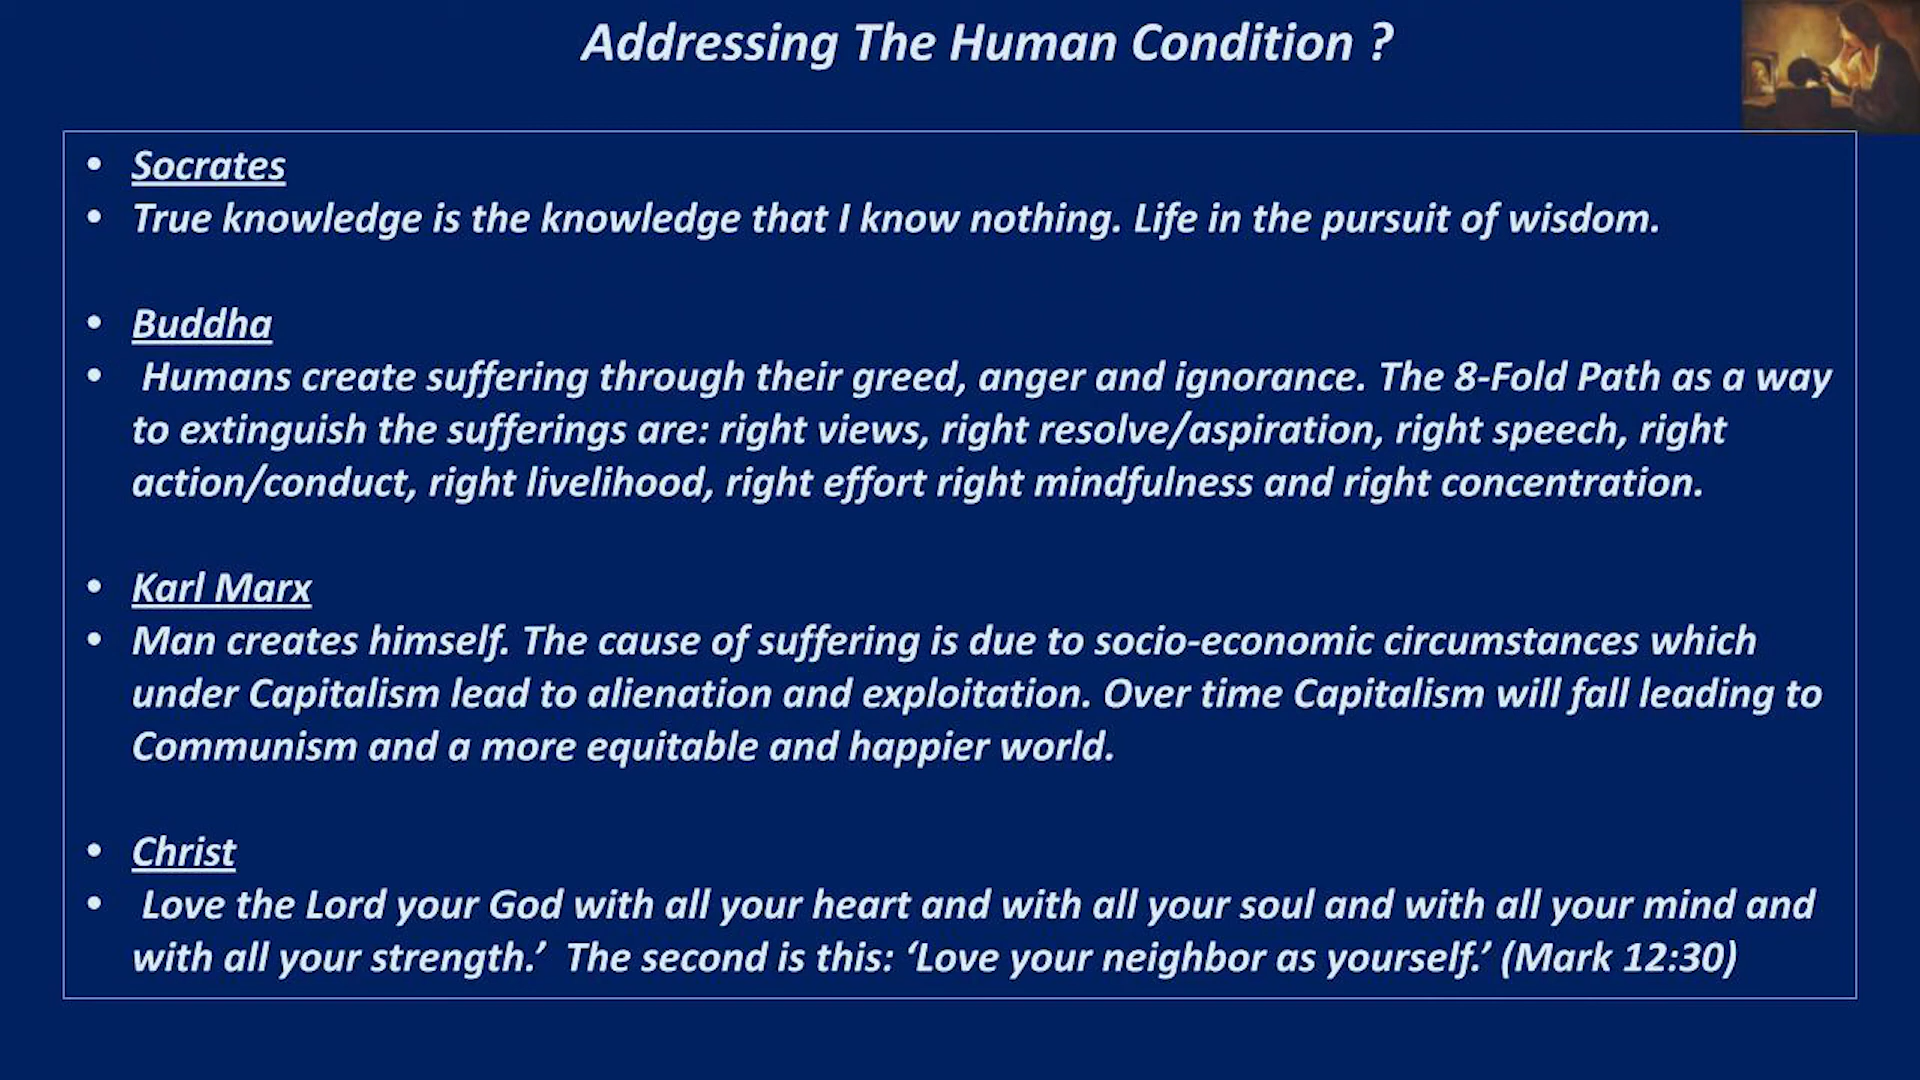 Addressing The Human Condition ?
• Socrates
• True knowledge is the knowledge that I know nothing. Life in the pursuit of wisdom.
• Buddha
• Humans create suffering through their greed, anger and ignorance. The 8-Fold Path as a way
to extinguish the sufferings are: right views, right resolve/aspiration, right speech, right
action/conduct, right livelihood, right effort right mindfulness and right concentration.
• Karl Marx
• Man creates himself. The cause of suffering is due to socio-economic circumstances which
under Capitalism lead to alienation and exploitation. Over time Capitalism will fall leading to
Communism and a more equitable and happier world.
• Christ
• Love the Lord your God with all your heart and with all your soul and with all your mind and
with all your strength.’ The second is this: ‘Love your neighbor as yourself.’ (Mark 12:30)